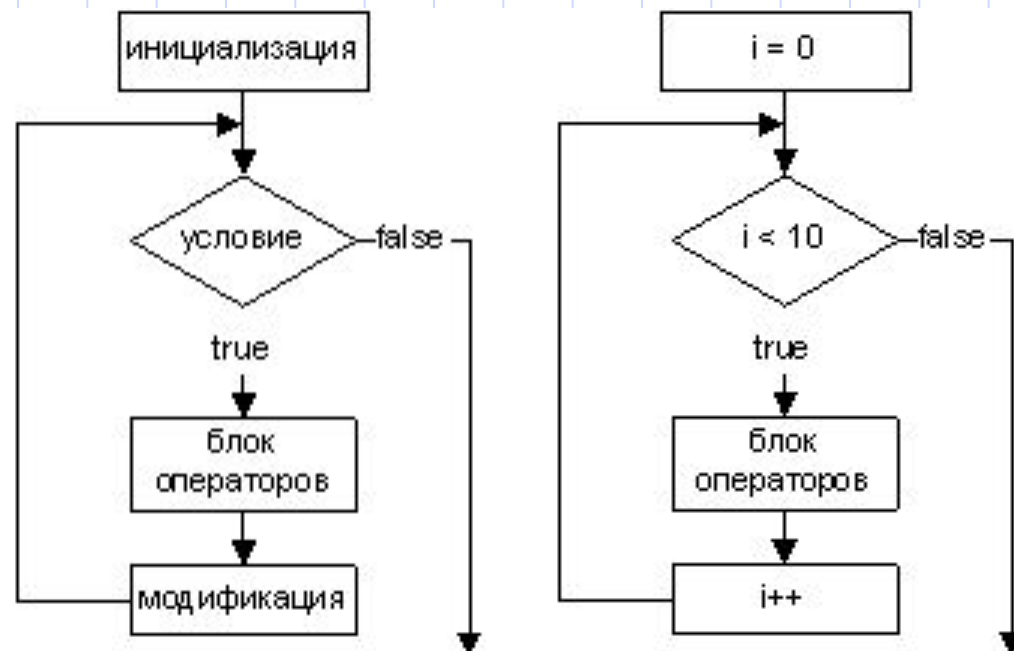 инициализация
условие
false
true
блок
операторов
модификация
i = 0
i < 10
false
true
блок
операторов
i++